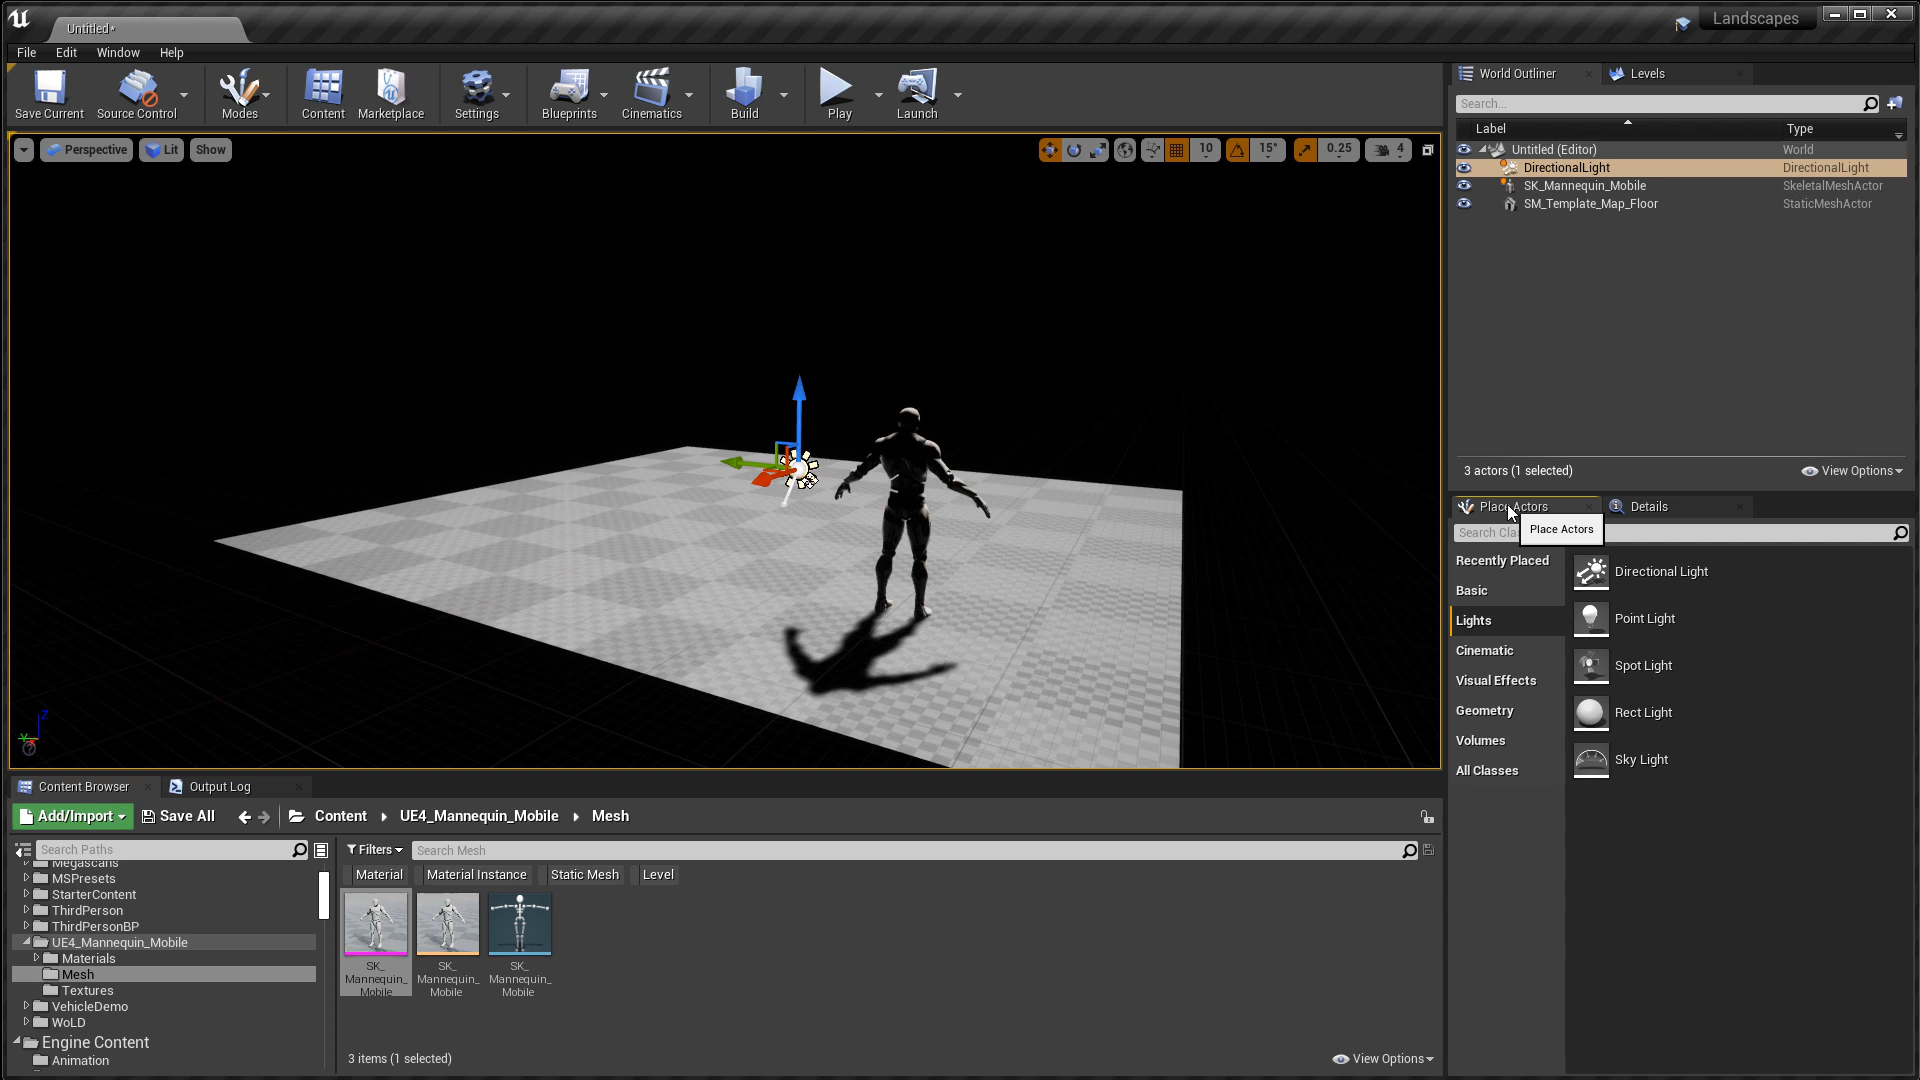 Untitled*
Landscapes
File Edit Window Help
Save Current Source Control Modes Content Marketplace Settings Blueprints Cinematics Build Play Launch
Perspective Lit Show
10 15° 0.25 4
World Outliner Levels
Search...
Label Type
Untitled (Editor) World
DirectionalLight DirectionalLight
SK_Mannequin_Mobile SkeletalMeshActor
SM_Template_Map_Floor StaticMeshActor
3 actors (1 selected) View Options
Place Actors Details
Search Cla
Place Actors
Recently Placed
Basic
Lights
Cinematic
Visual Effects
Geometry
Volumes
All Classes
Directional Light
Point Light
Spot Light
Rect Light
Sky Light
Z
Y
Content Browser Output Log
Add/Import Save All Content UE4_Mannequin_Mobile Mesh
Search Paths
Megascans
MSPresets
StarterContent
ThirdPerson
ThirdPersonBP
UE4_Mannequin_Mobile
Materials
Mesh
Textures
VehicleDemo
WoLD
Engine Content
Animation
Filters Search Mesh
Material Material Instance Static Mesh Level
SK_
Mannequin_
Mobile
SK_
Mannequin_
Mobile
SK_
Mannequin_
Mobile
3 items (1 selected) View Options